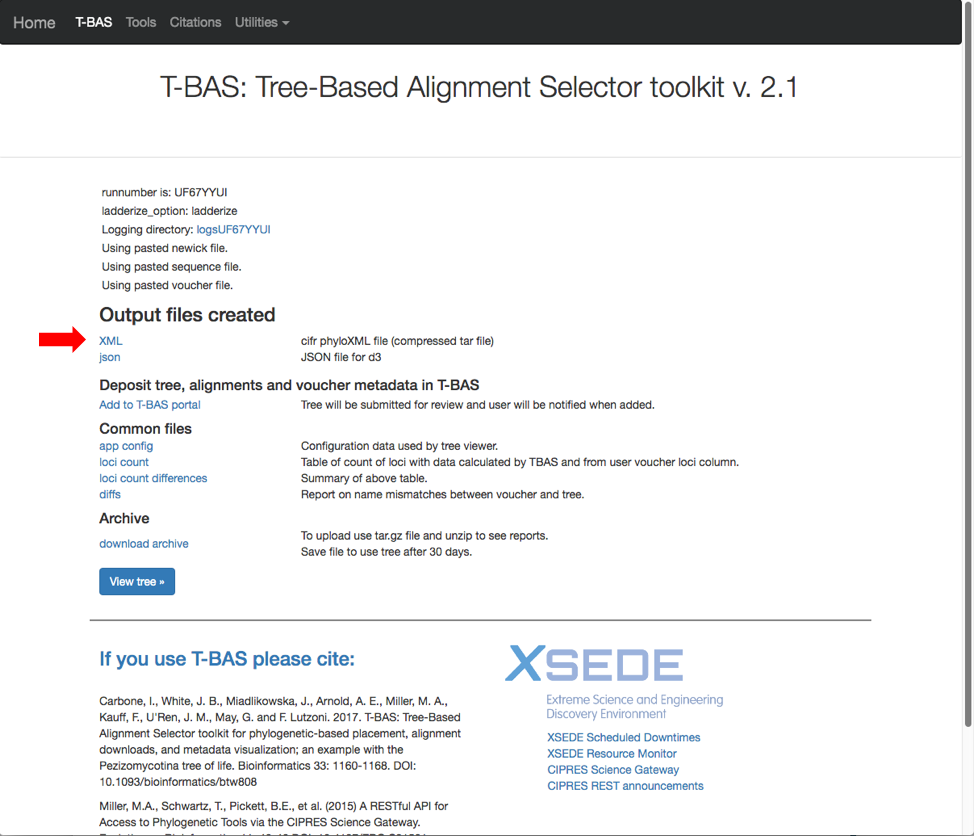 Home T-BAS Tools Citations Utilities
T-BAS: Tree-Based Alignment Selector toolkit v. 2.1
runnumber is: UF67YYUI
ladderize_option: ladderize
Logging directory: logsUF67YYUI
Using pasted newick file.
Using pasted sequence file.
Using pasted voucher file.
Output files created
XML cifr phyloXML file (compressed tar file)
json JSON file for d3
Deposit tree, alignments and voucher metadata in T-BAS
Add to T-BAS portal Tree will be submitted for review and user will be notified when added.
Common files
app config Configuration data used by tree viewer.
loci count Table of count of loci with data calculated by TBAS and from user voucher loci column.
loci count differences Summary of above table.
diffs Report on name mismatches between voucher and tree.
Archive
download archive To upload use tar.gz file and unzip to see reports.
Save file to use tree after 30 days.
View tree »
If you use T-BAS please cite:
Carbone, I., White, J. B., Miadlikowska, J., Arnold, A. E., Miller, M. A.,
Kauff, F., U'Ren, J. M., May, G. and F. Lutzoni. 2017. T-BAS: Tree-Based
Alignment Selector toolkit for phylogenetic-based placement, alignment
downloads, and metadata visualization; an example with the
Pezizomycotina tree of life. Bioinformatics 33: 1160-1168. DOI:
10.1093/bioinformatics/btw808
Miller, M.A., Schwartz, T., Pickett, B.E., et al. (2015) A RESTful API for
Access to Phylogenetic Tools via the CIPRES Science Gateway.
XSEDE
Extreme Science and Engineering
Discovery Environment
XSEDE Scheduled Downtimes
XSEDE Resource Monitor
CIPRES Science Gateway
CIPRES REST announcements